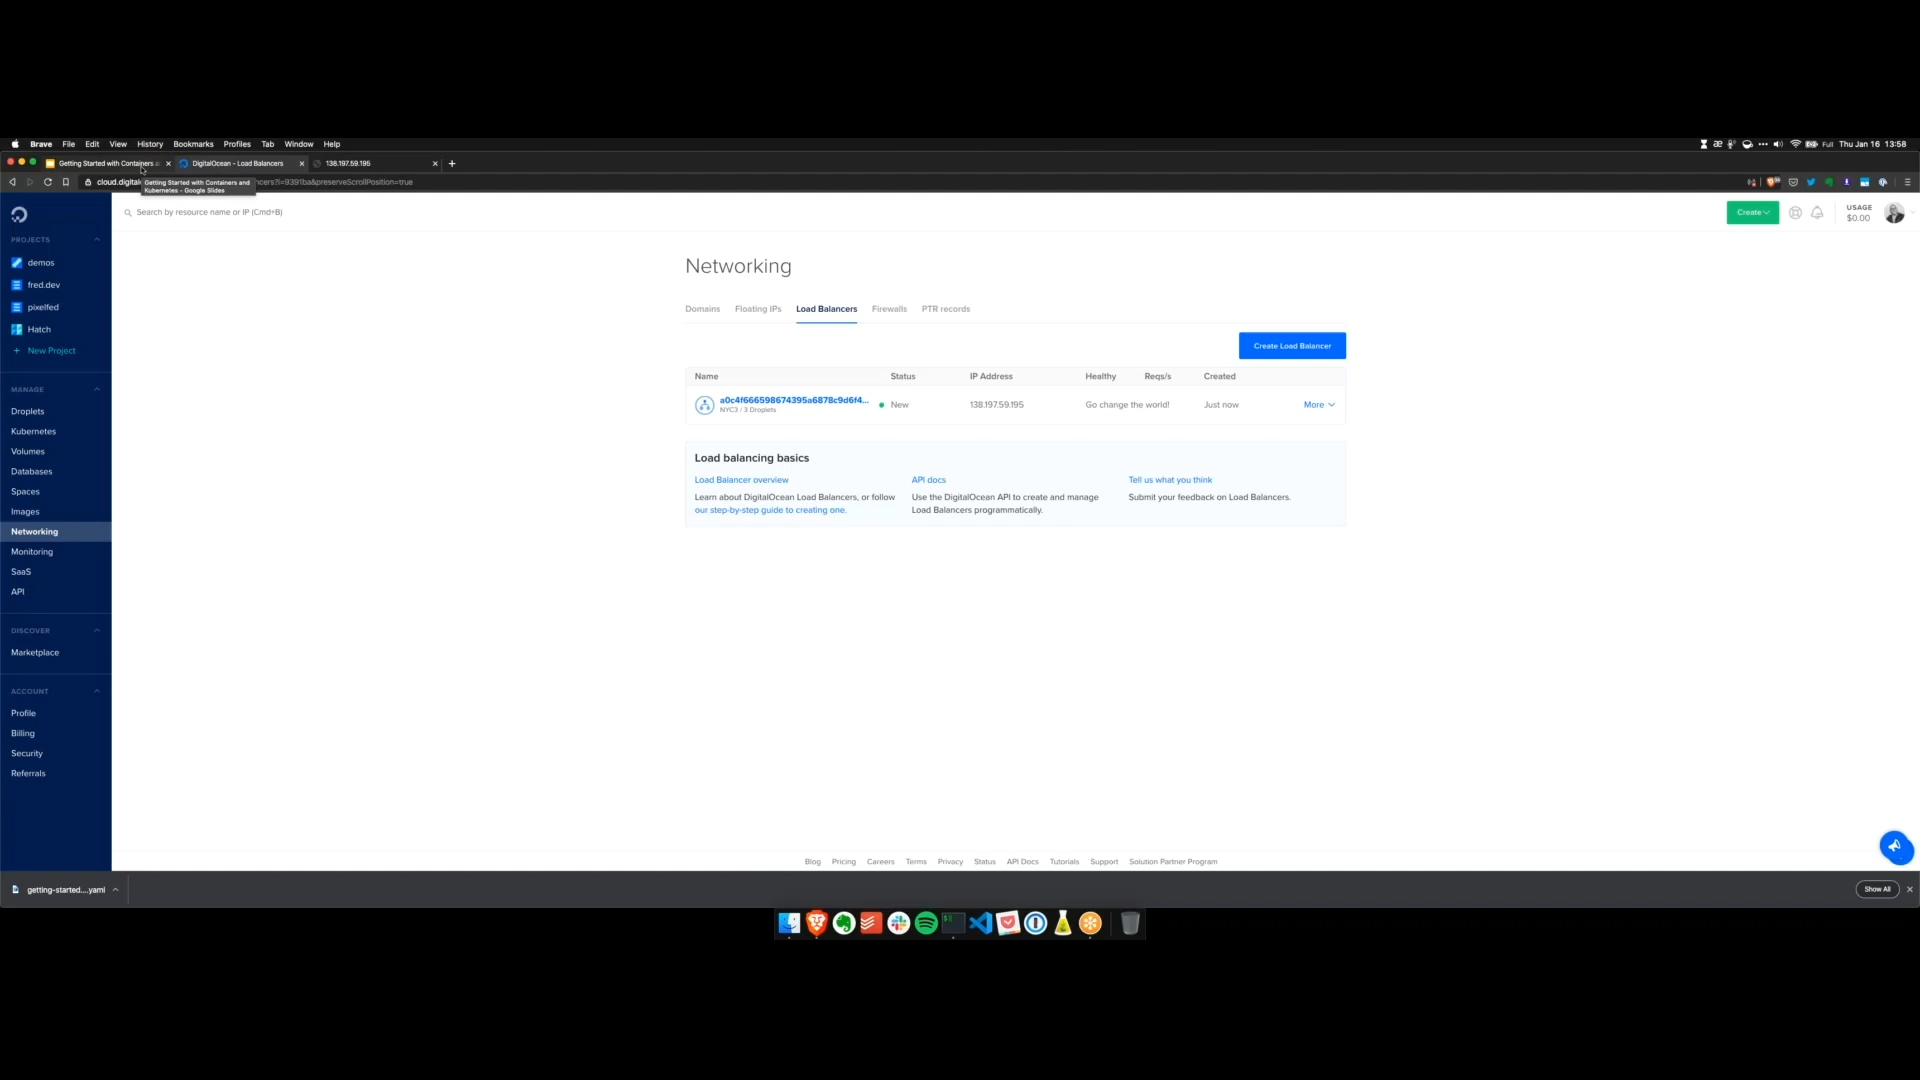 Brave File Edit View History Bookmarks Profiles Tab Window Help
Full Thu Jan 16 13:58
Getting Started with Containers a
DigitalOcean - Load Balancers
138.197.59.195
cloud.digital
Getting Started with Containers and
Kubernetes - Google Slides
ncers?i=9391ba&preserveScrollPosition=true
Search by resource name or IP (Cmd+B)
Create
USAGE
$0.00
PROJECTS
demos
fred.dev
pixelfed
Hatch
+ New Project
MANAGE
Droplets
Kubernetes
Volumes
Databases
Spaces
Images
Networking
Monitoring
SaaS
API
DISCOVER
Marketplace
ACCOUNT
Profile
Billing
Security
Referrals
Networking
Domains Floating IPs Load Balancers Firewalls PTR records
Create Load Balancer
Name Status IP Address Healthy Reqs/s Created
a0c4f666598674395a6878c9d6f4... New 138.197.59.195 Go change the world! Just now More
NYC3 / 3 Droplets
Load balancing basics
Load Balancer overview
Learn about DigitalOcean Load Balancers, or follow
our step-by-step guide to creating one.
API docs
Use the DigitalOcean API to create and manage
Load Balancers programmatically.
Tell us what you think
Submit your feedback on Load Balancers.
Blog Pricing Careers Terms Privacy Status API Docs Tutorials Support Solution Partner Program
getting-started....yaml
Show All